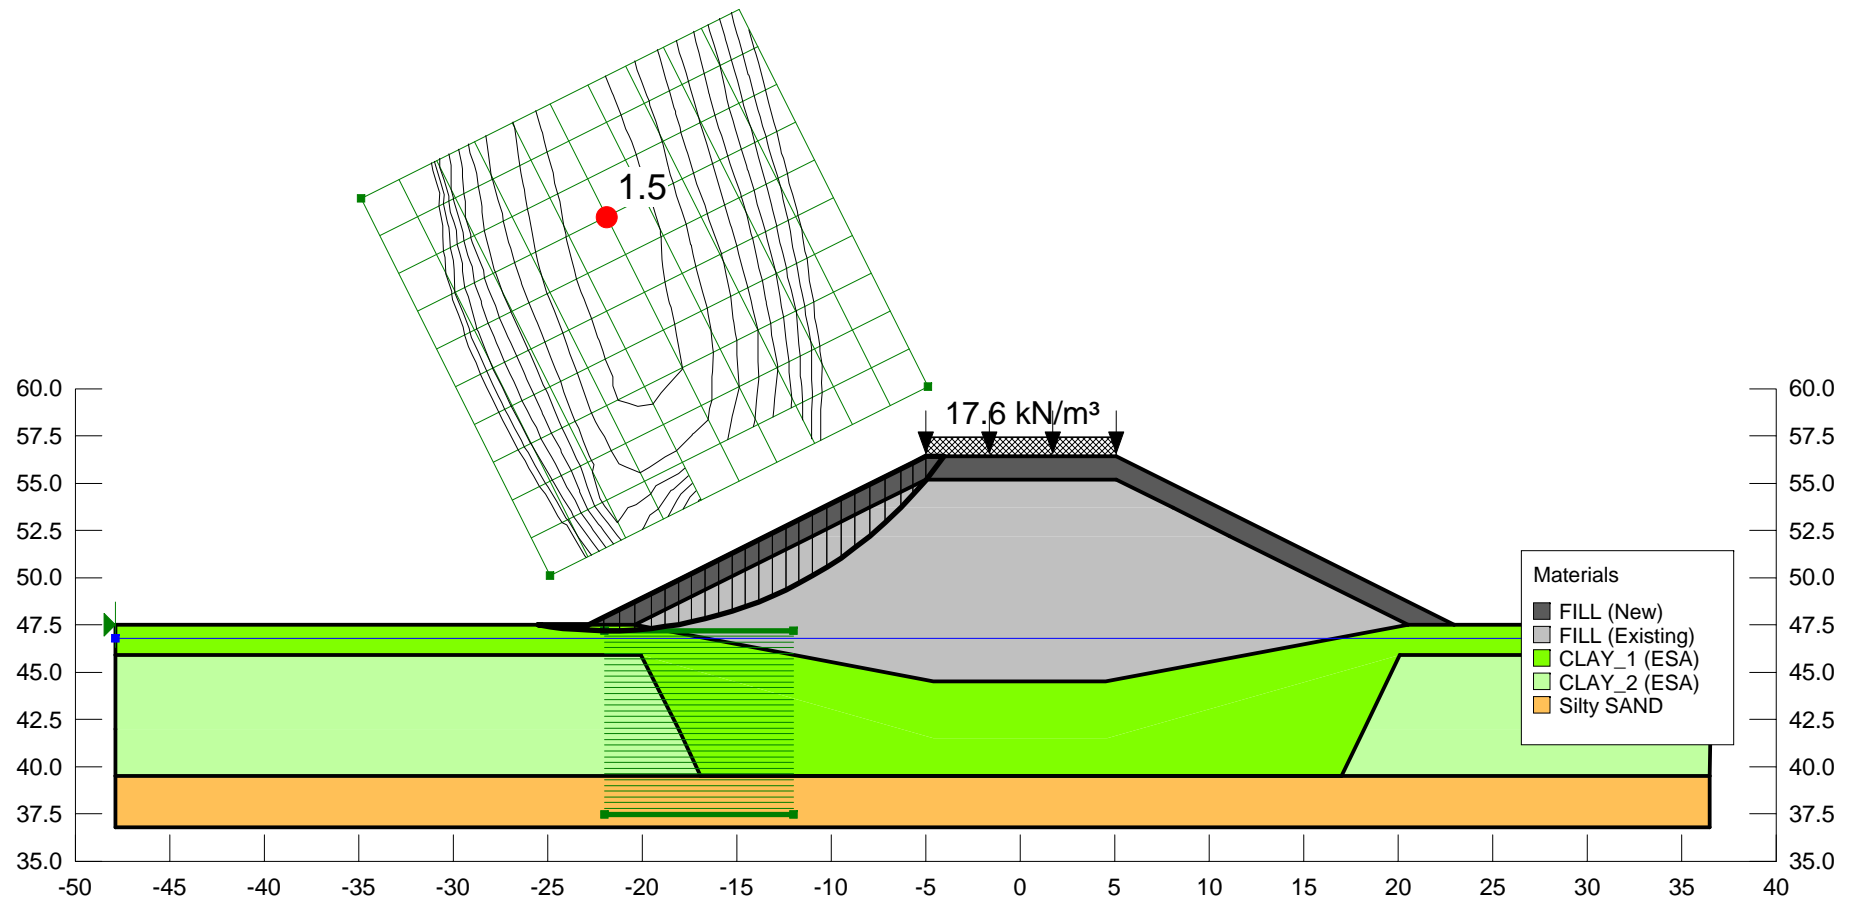 1.5
17.6 kN/m³
60.0
57.5
55.0
52.5
50.0
47.5
45.0
42.5
40.0
37.5
35.0
60.0
57.5
55.0
52.5
50.0
47.5
45.0
42.5
40.0
37.5
35.0
Materials
FILL (New)
FILL (Existing)
CLAY_1 (ESA)
CLAY_2 (ESA)
Silty SAND
-50 -45 -40 -35 -30 -25 -20 -15 -10 -5 0 5 10 15 20 25 30 35 40